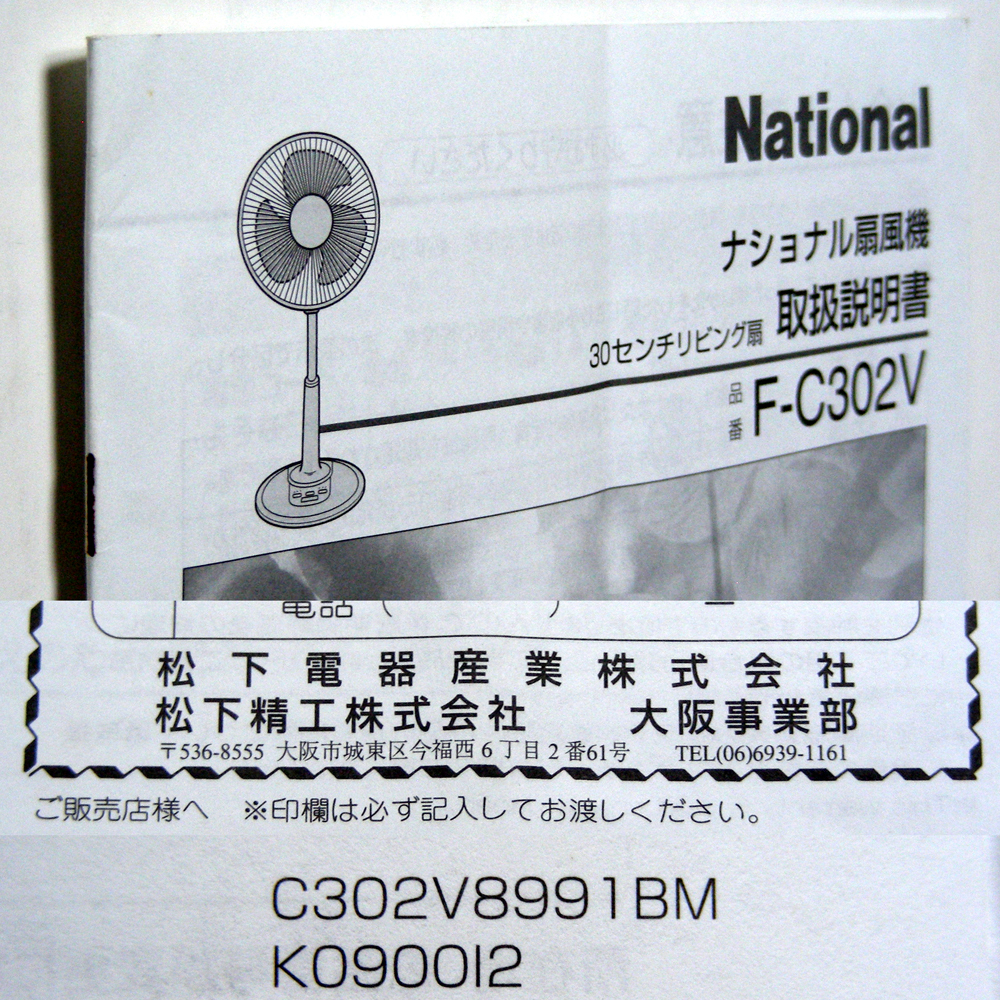 National
ナショナル扇風機
取扱説明書
30センチリビング扇
品番 F-C302V
電話 ( )
松下電器産業株式会社
松下精工株式会社 大阪事業部
〒536-8555 大阪市城東区今福西6丁目2番61号 TEL(06)6939-1161
ご販売店様へ ※印欄は必ず記入してお渡しください。
C302V8991BM
K0900I2